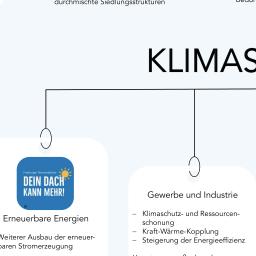 durchmischte Siedlungsstrukturen
KLIMAS
DEIN DACH
KANN MEHR!
Erneuerbare Energien
Weiterer Ausbau der erneuer-
baren Stromerzeugung
Gewerbe und Industrie
– Klimaschutz- und Ressourcen-
schonung
– Kraft-Wärme-Kopplung
– Steigerung der Energieeffizienz